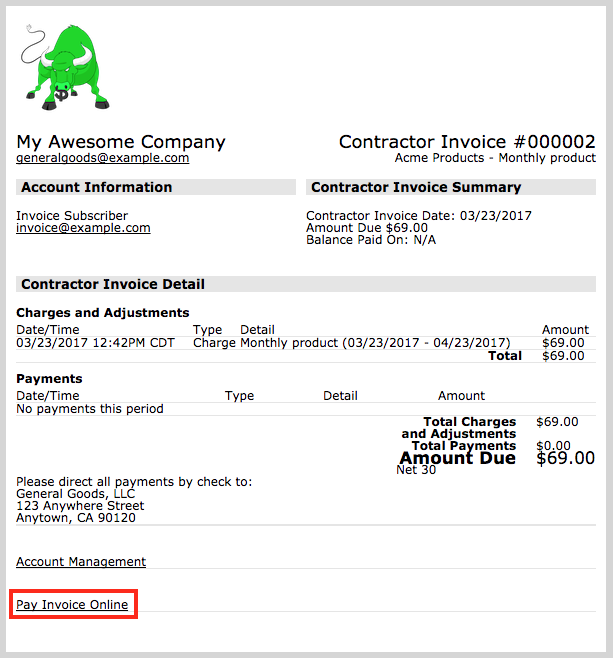 My Awesome Company
generalgoods@example.com
Contractor Invoice #000002
Acme Products - Monthly product
Account Information
Invoice Subscriber
invoice@example.com
Contractor Invoice Summary
Contractor Invoice Date: 03/23/2017
Amount Due $69.00
Balance Paid On: N/A
Contractor Invoice Detail
Charges and Adjustments
Date/Time Type Detail Amount
03/23/2017 12:42PM CDT Charge Monthly product (03/23/2017 - 04/23/2017) $69.00
Total $69.00
Payments
Date/Time Type Detail Amount
No payments this period
Total Charges $69.00
and Adjustments
Total Payments $0.00
Amount Due $69.00
Net 30
Please direct all payments by check to:
General Goods, LLC
123 Anywhere Street
Anytown, CA 90120
Account Management
Pay Invoice Online